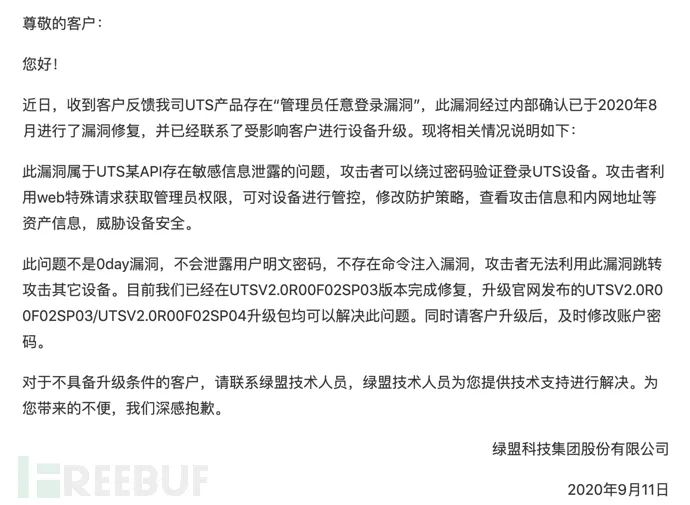 尊敬的客户：
您好！
近日，收到客户反馈我司UTS产品存在“管理员任意登录漏洞”，此漏洞经过内部确认已于2020年8
月进行了漏洞修复，并已经联系了受影响客户进行设备升级。现将相关情况说明如下：
此漏洞属于UTS某API存在敏感信息泄露的问题，攻击者可以绕过密码验证登录UTS设备。攻击者利
用web特殊请求获取管理员权限，可对设备进行管控，修改防护策略，查看攻击信息和内网地址等
资产信息，威胁设备安全。
此问题不是0day漏洞，不会泄露用户明文密码，不存在命令注入漏洞，攻击者无法利用此漏洞跳转
攻击其它设备。目前我们已经在UTSV2.0R00F02SP03版本完成修复，升级官网发布的UTSV2.0R0
0F02SP03/UTSV2.0R00F02SP04升级包均可以解决此问题。同时请客户升级后，及时修改账户密
码。
对于不具备升级条件的客户，请联系绿盟技术人员，绿盟技术人员为您提供技术支持进行解决。为
您带来的不便，我们深感抱歉。
绿盟科技集团股份有限公司
2020年9月11日
FREEBUF